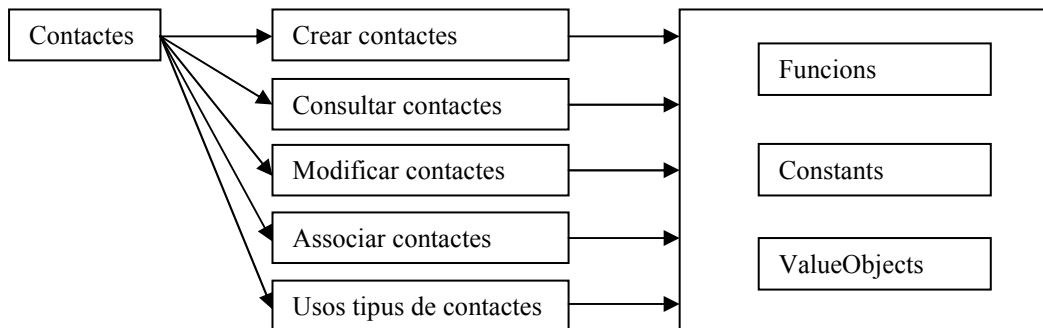 Contactes
Crear contactes
Consultar contactes
Modificar contactes
Associar contactes
Usos tipus de contactes
Funcions
Constants
ValueObjects